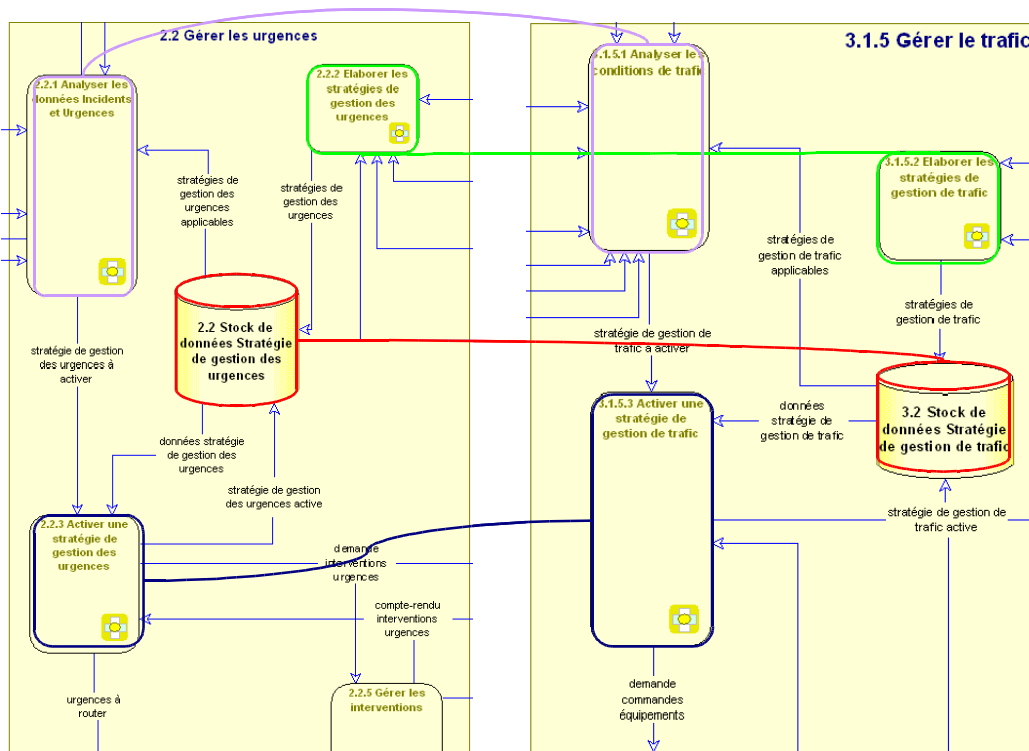 2.2 Gérer les urgences
2.2.1 Analyser les
données Incidents
et Urgences
2.2.2 Elaborer les
stratégies de
gestion des
urgences
stratégies de
gestion des
urgences
applicables
stratégies de
gestion des
urgences
2.2 Stock de
données Stratégie
de gestion des
urgences
stratégie de gestion
des urgences à
activer
données stratégie
de gestion des
urgences
stratégie de gestion
des urgences active
2.2.3 Activer une
stratégie de
gestion des
urgences
demande
interventions
urgences
compte-rendu
interventions
urgences
urgences à
router
2.2.5 Gérer les
interventions
3.1.5 Gérer le trafic
3.1.5.1 Analyser les
conditions de trafic
3.1.5.2 Elaborer les
stratégies de
gestion de trafic
stratégies de
gestion de trafic
applicables
stratégies de
gestion de trafic
stratégie de gestion de
trafic à activer
3.1.5.3 Activer une
stratégie de
gestion de trafic
données
stratégie de
gestion de trafic
3.2 Stock de
données Stratégie
de gestion de trafic
stratégie de gestion de
trafic active
demande
commandes
équipements